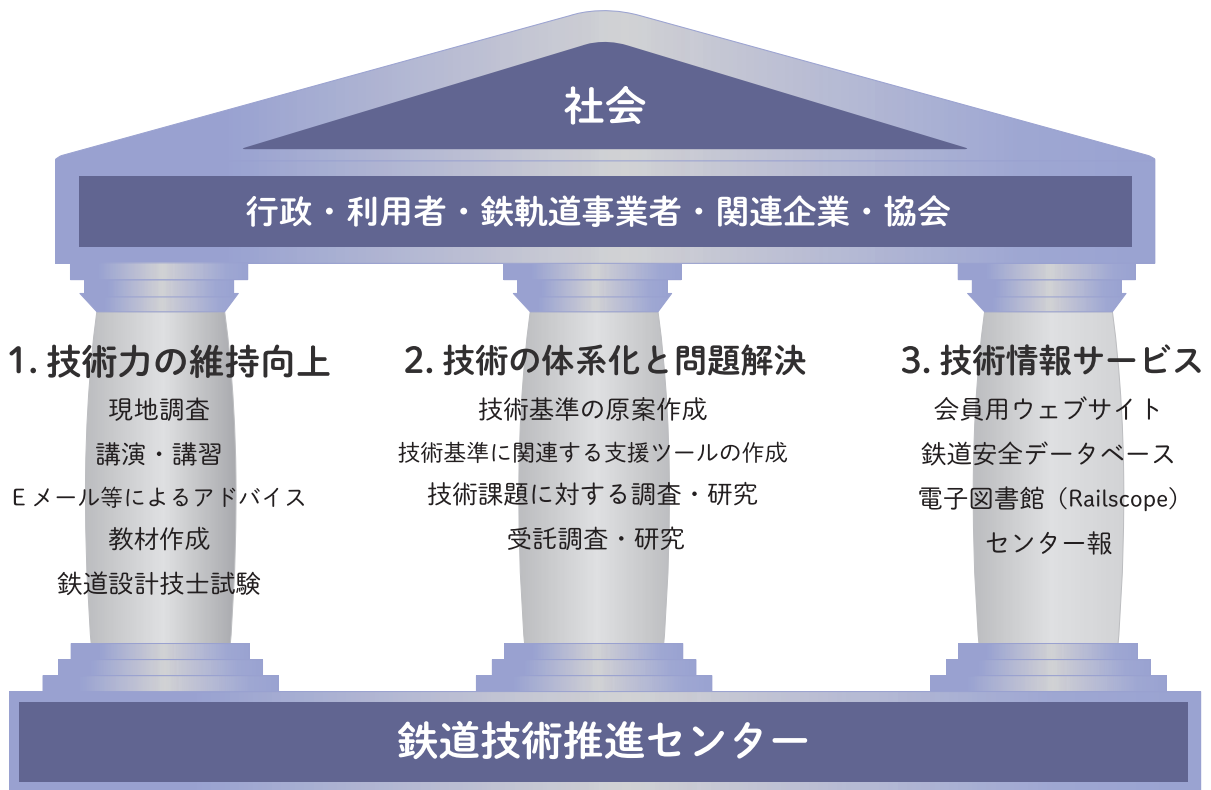 社会
行政・利用者・鉄軌道事業者・関連企業・協会
1. 技術力の維持向上
現地調査
講演・講習
Eメール等によるアドバイス
教材作成
鉄道設計技士試験
2. 技術の体系化と問題解決
技術基準の原案作成
技術基準に関連する支援ツールの作成
技術課題に対する調査・研究
受託調査・研究
3. 技術情報サービス
会員用ウェブサイト
鉄道安全データベース
電子図書館（Railscope）
センター報
鉄道技術推進センター